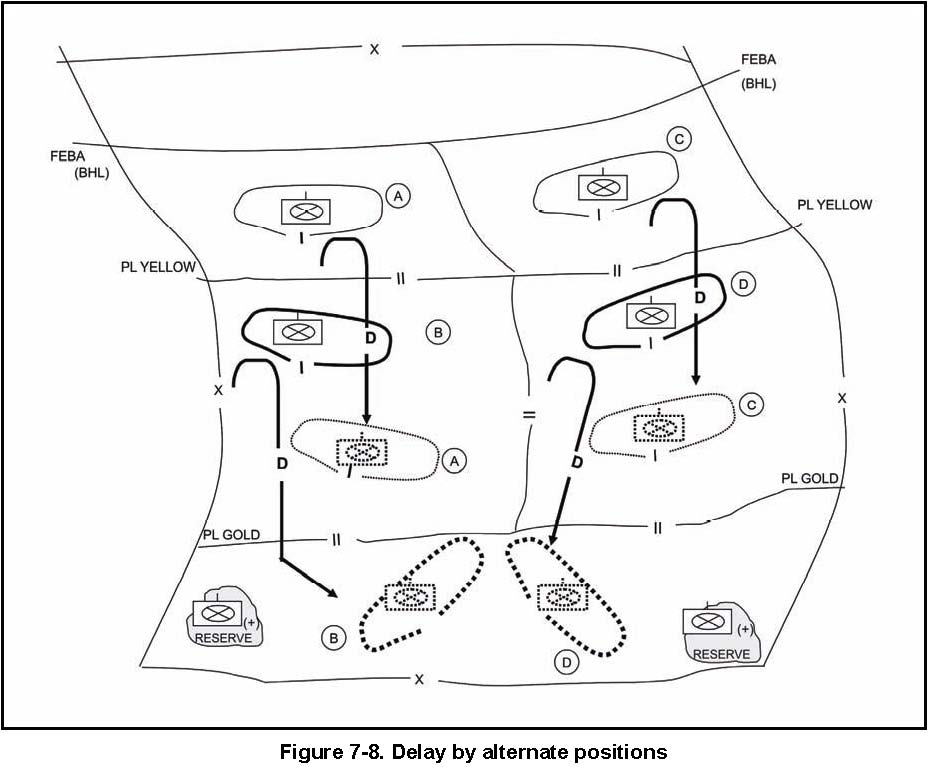 X
FEBA
(BHL)
C
FEBA
(BHL)
A
I
I
PL YELLOW
PL YELLOW
II
II
D
D
B
D
I
I
X
X
II
C
I
D
D
A
I
PL GOLD
PL GOLD
II
II
(+)
RESERVE
B
D
(+)
RESERVE
X
Figure 7-8. Delay by alternate positions